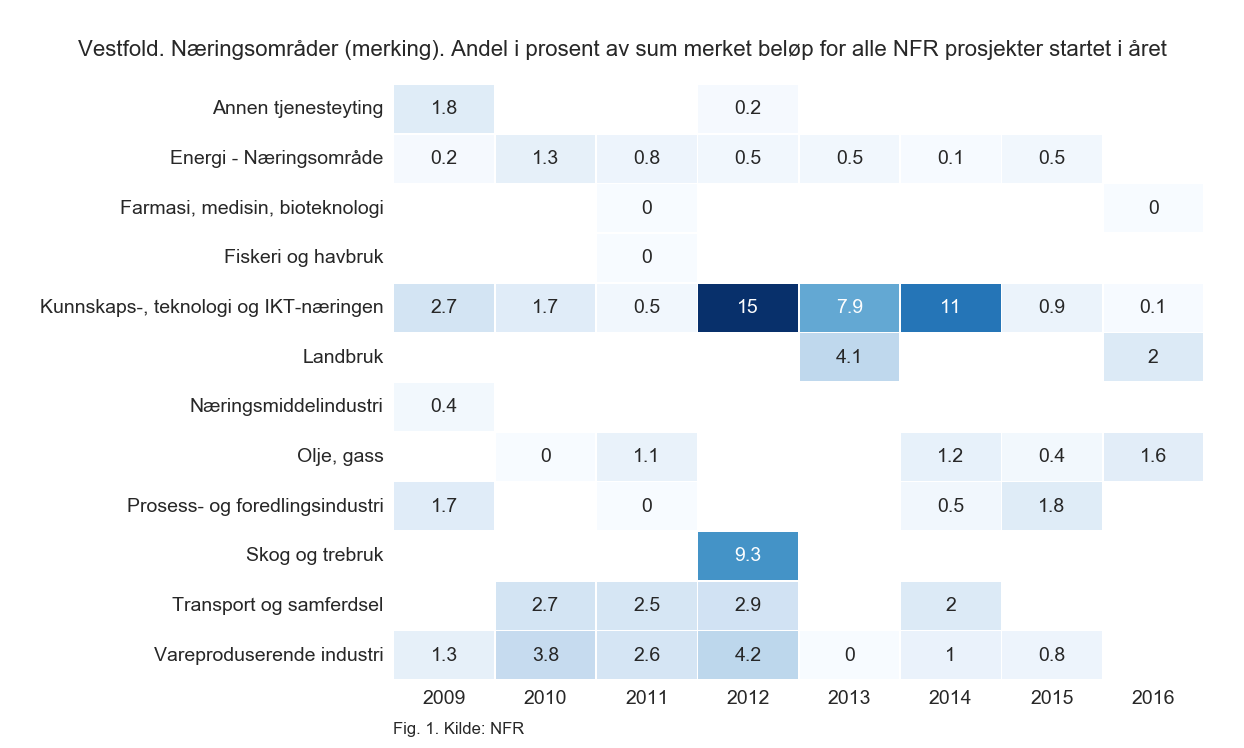 Vestfold. Næringsområder (merking). Andel i prosent av sum merket beløp for alle NFR prosjekter startet i året
Annen tjenesteyting 1.8 0.2
Energi - Næringsområde 0.2 1.3 0.8 0.5 0.5 0.1 0.5
Farmasi, medisin, bioteknologi 0 0
Fiskeri og havbruk 0
Kunnskaps-, teknologi og IKT-næringen 2.7 1.7 0.5 15 7.9 11 0.9 0.1
Landbruk 4.1 2
Næringsmiddelindustri 0.4
Olje, gass 0 1.1 1.2 0.4 1.6
Prosess- og foredlingsindustri 1.7 0 0.5 1.8
Skog og trebruk 9.3
Transport og samferdsel 2.7 2.5 2.9 2
Vareproduserende industri 1.3 3.8 2.6 4.2 0 1 0.8
2009 2010 2011 2012 2013 2014 2015 2016
Fig. 1. Kilde: NFR